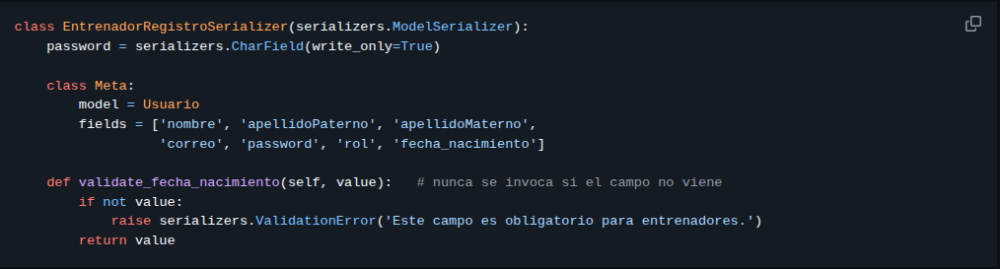 class EntrenadorRegistroSerializer(serializers.ModelSerializer):
    password = serializers.CharField(write_only=True)

    class Meta:
        model = Usuario
        fields = ['nombre', 'apellidoPaterno', 'apellidoMaterno',
                  'correo', 'password', 'rol', 'fecha_nacimiento']

    def validate_fecha_nacimiento(self, value):   # nunca se invoca si el campo no viene
        if not value:
            raise serializers.ValidationError('Este campo es obligatorio para entrenadores.')
        return value